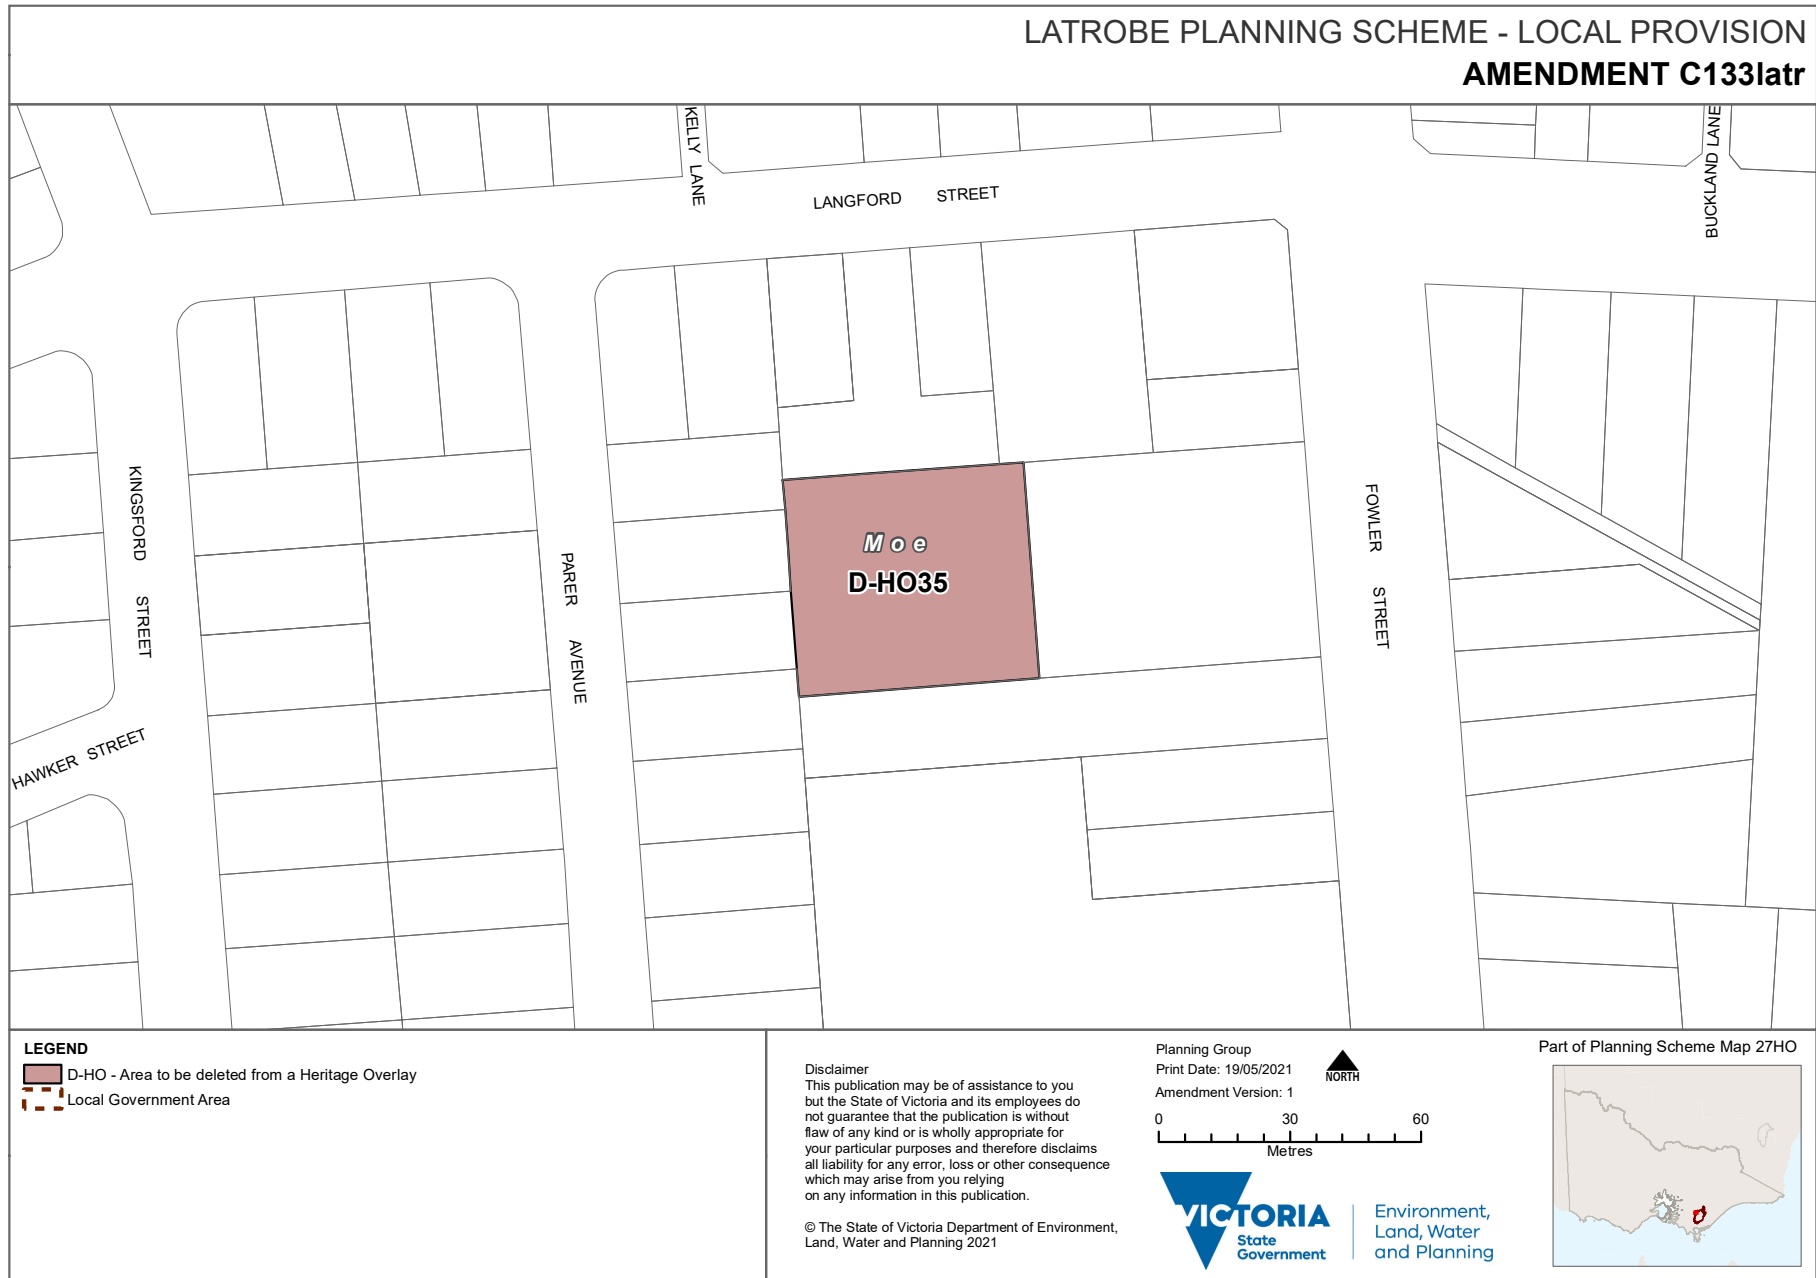 LATROBE PLANNING SCHEME - LOCAL PROVISION
AMENDMENT C133latr
KELLY LANE
LANGFORD STREET
BUCKLAND LANE
KINGSFORD STREET
PARER AVENUE
Moe
D-HO35
FOWLER STREET
HAWKER STREET
LEGEND
D-HO - Area to be deleted from a Heritage Overlay
Local Government Area
Disclaimer
This publication may be of assistance to you
but the State of Victoria and its employees do
not guarantee that the publication is without
flaw of any kind or is wholly appropriate for
your particular purposes and therefore disclaims
all liability for any error, loss or other consequence
which may arise from you relying
on any information in this publication.
© The State of Victoria Department of Environment,
Land, Water and Planning 2021
Planning Group
Print Date: 19/05/2021
Amendment Version: 1
NORTH
0 30 60
Metres
VICTORIA
State
Government
Environment,
Land, Water
and Planning
Part of Planning Scheme Map 27HO